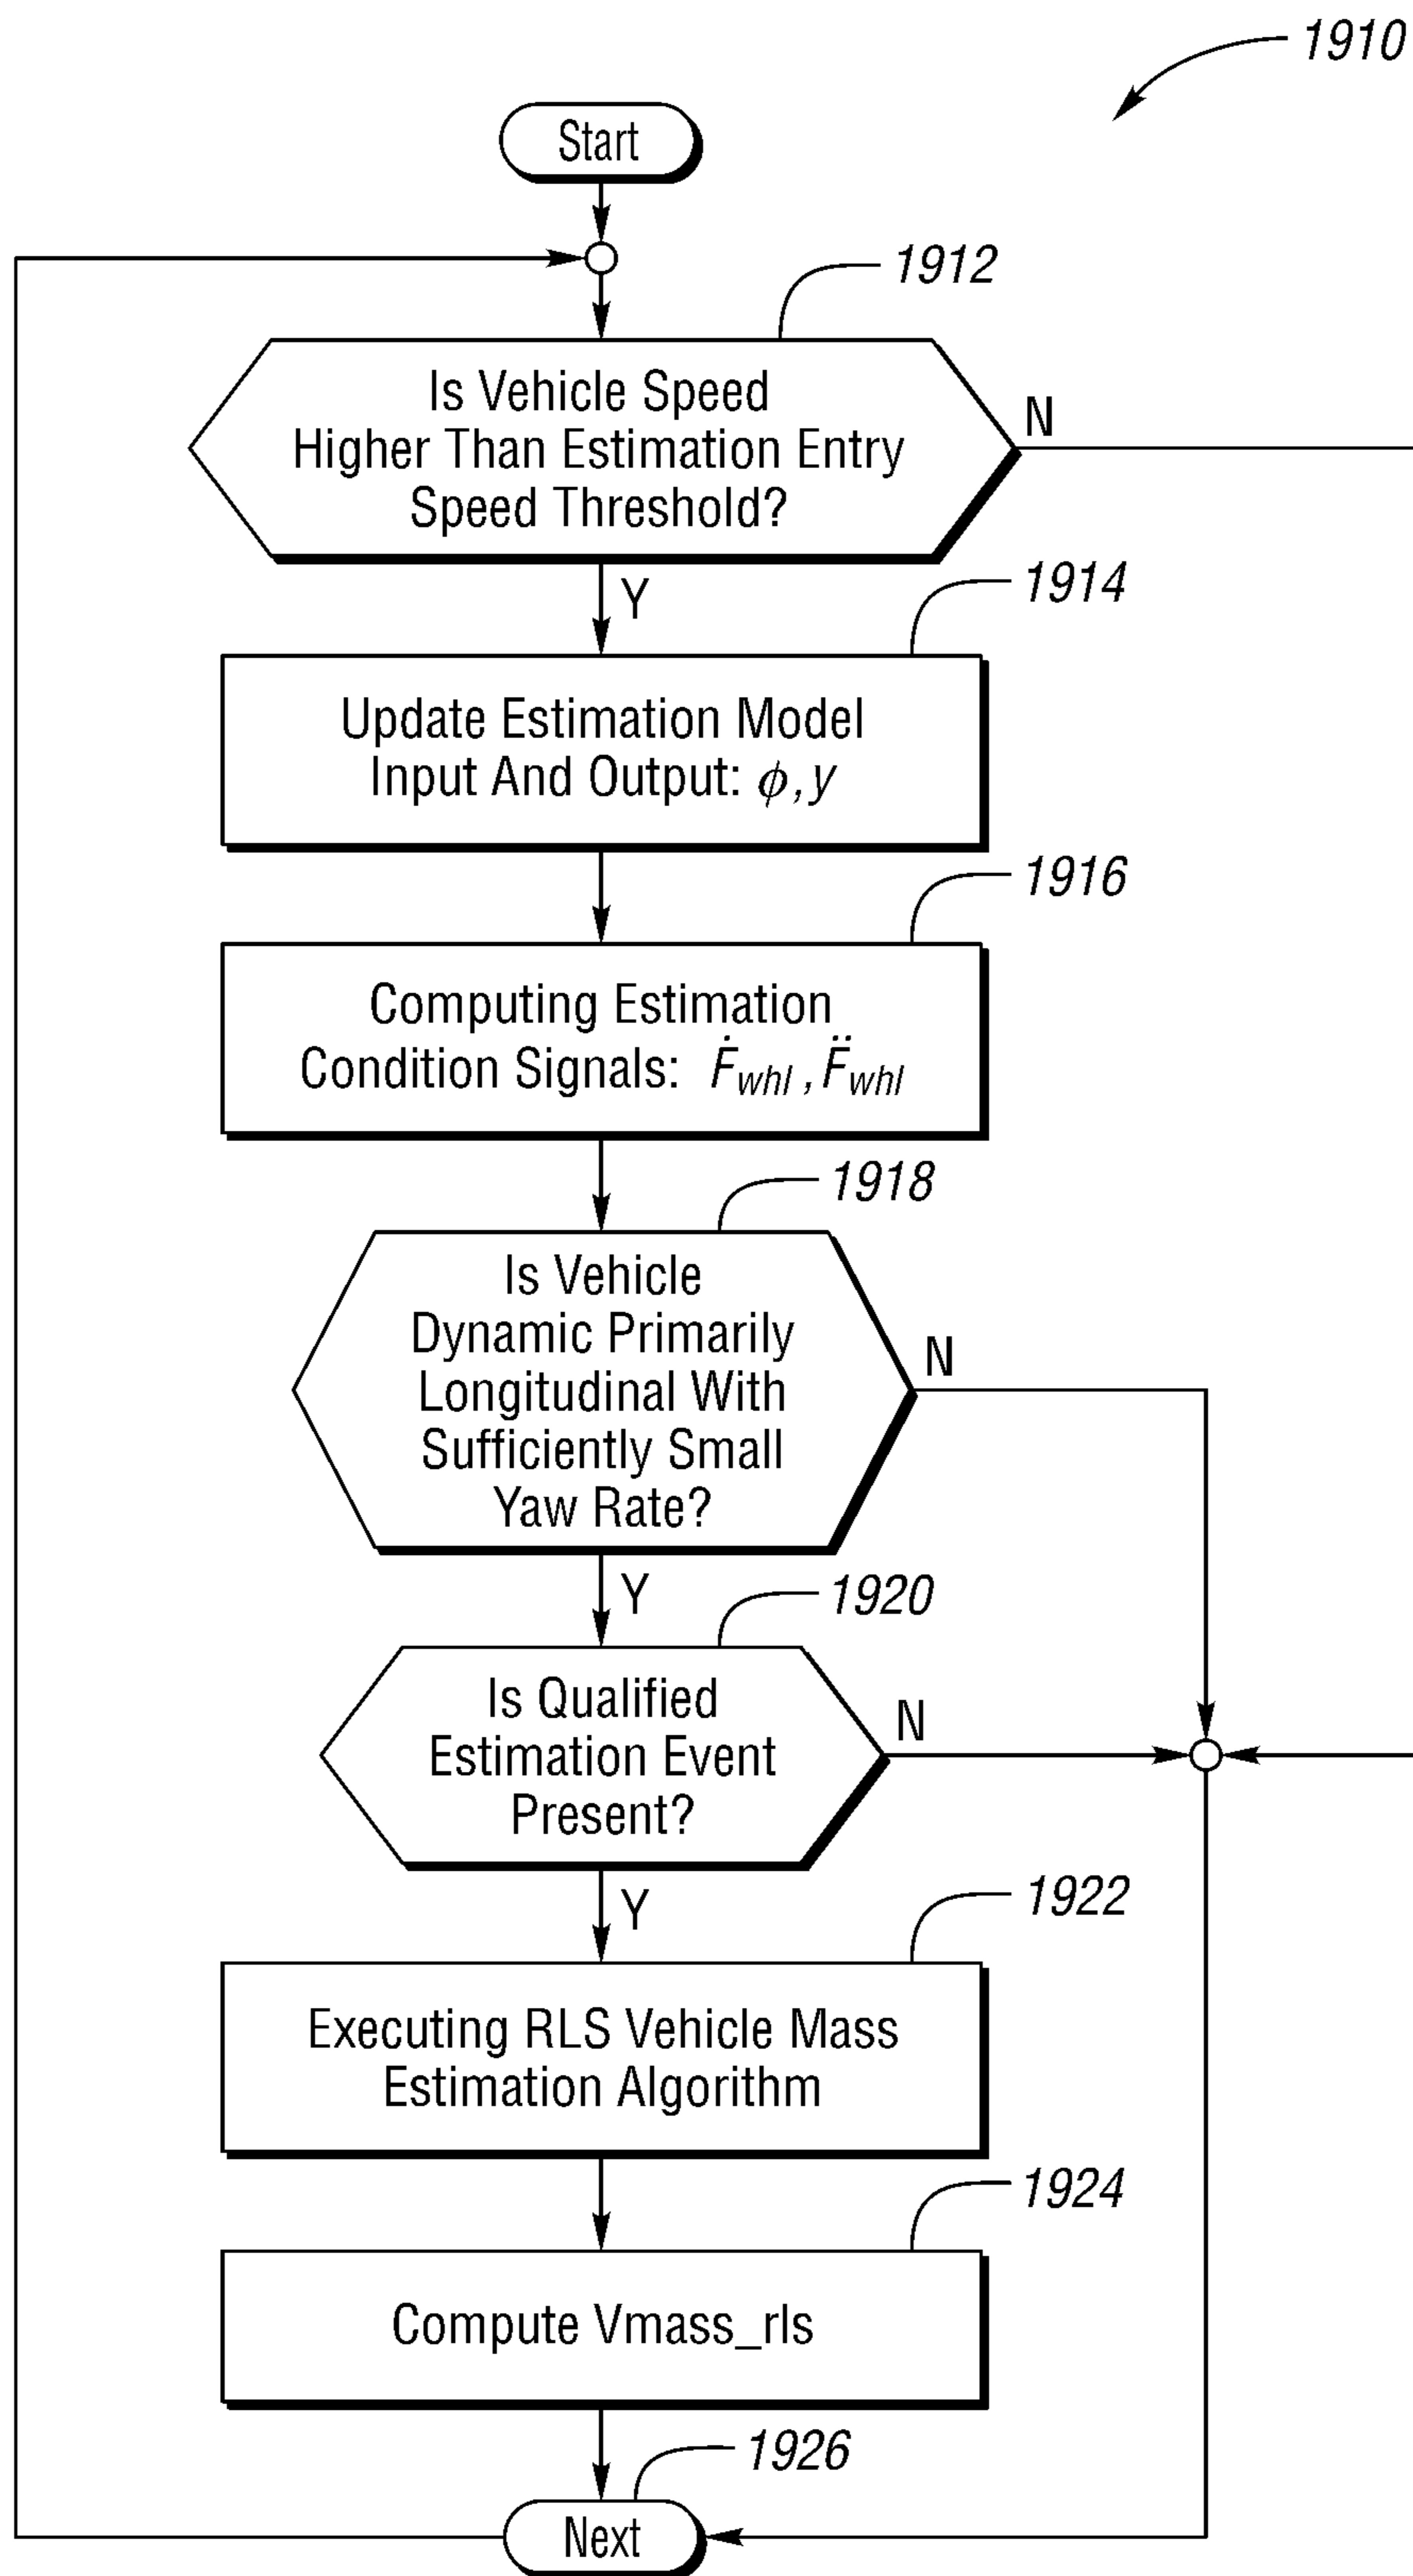 1910
Start
1912
Is Vehicle Speed
Higher Than Estimation Entry
Speed Threshold?
N
Y
1914
Update Estimation Model
Input And Output: ϕ, y
1916
Computing Estimation
Condition Signals: Ḟwhl , F̈whl
1918
Is Vehicle
Dynamic Primarily
Longitudinal With
Sufficiently Small
Yaw Rate?
N
Y
1920
Is Qualified
Estimation Event
Present?
N
Y
1922
Executing RLS Vehicle Mass
Estimation Algorithm
1924
Compute Vmass_rls
1926
Next